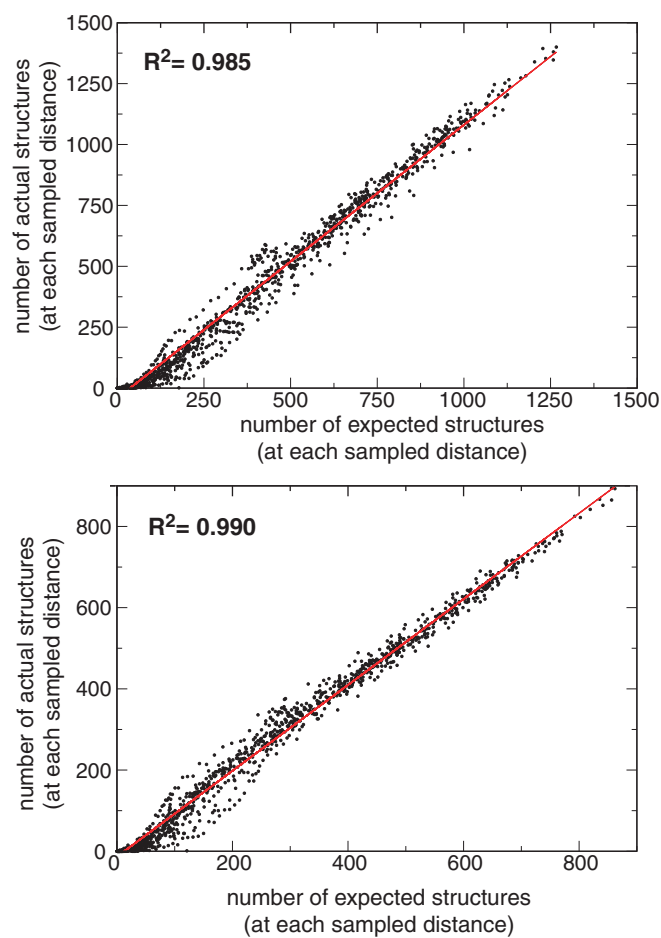 1500
R²= 0.985
1250
1000
750
500
250
0
number of actual structures
(at each sampled distance)
0 250 500 750 1000 1250 1500
number of expected structures
(at each sampled distance)
R²= 0.990
800
600
400
200
0
number of actual structures
(at each sampled distance)
0 200 400 600 800
number of expected structures
(at each sampled distance)